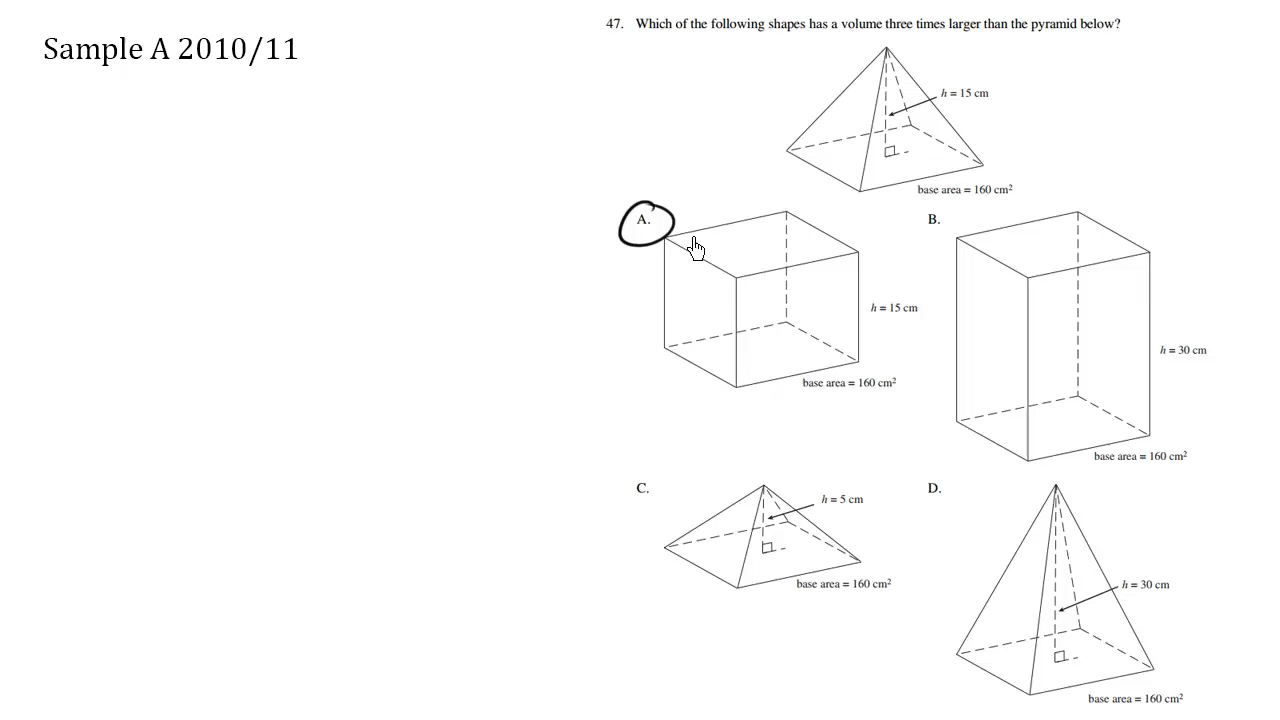 Sample A 2010/11
47. Which of the following shapes has a volume three times larger than the pyramid below?
h = 15 cm
base area = 160 cm²
A.
h = 15 cm
base area = 160 cm²
B.
h = 30 cm
base area = 160 cm²
C.
h = 5 cm
base area = 160 cm²
D.
h = 30 cm
base area = 160 cm²